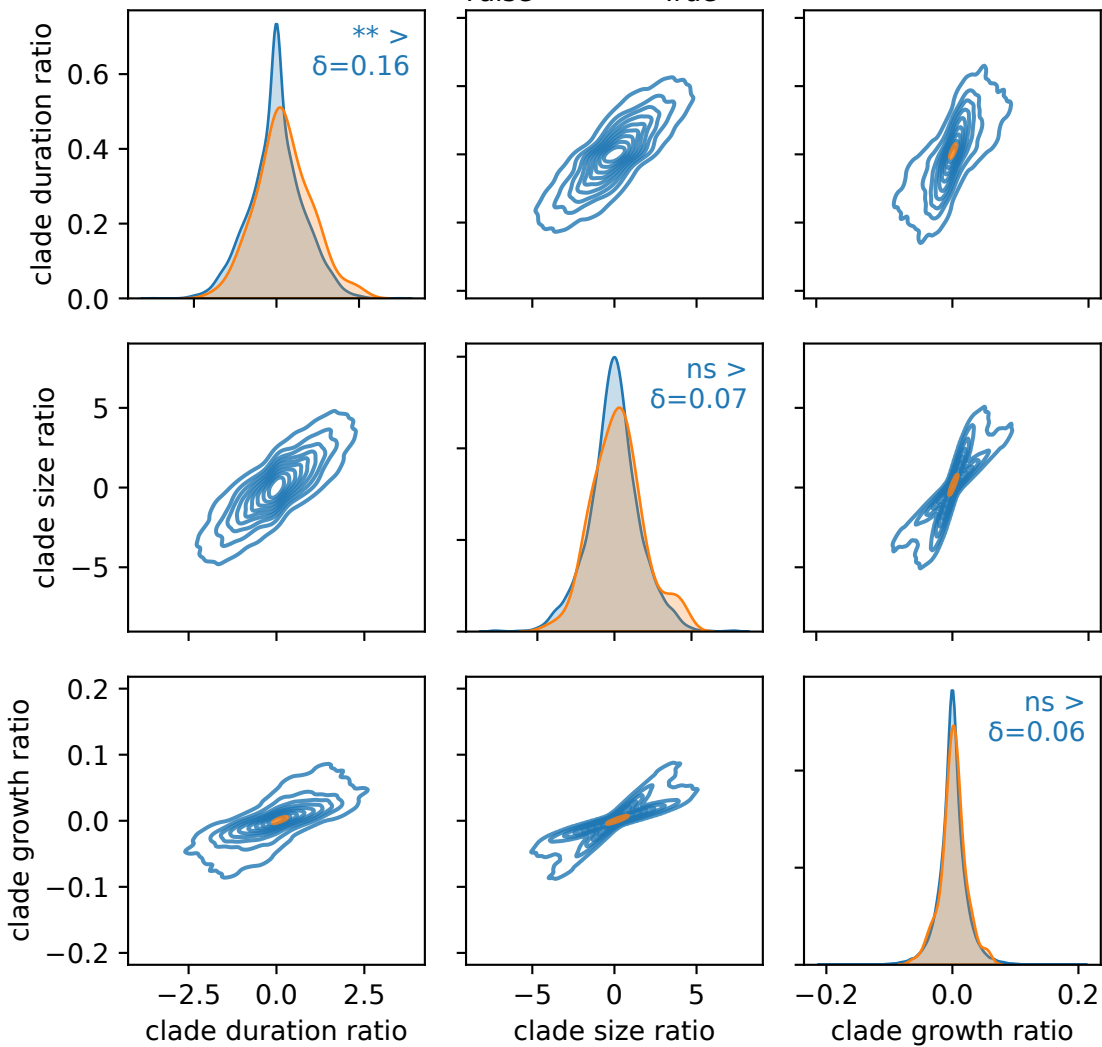 clade duration ratio
0.6
0.4
0.2
0.0
** >
δ=0.16
clade size ratio
5
0
−5
ns >
δ=0.07
clade growth ratio
0.2
0.1
0.0
−0.1
−0.2
ns >
δ=0.06
−2.5 0.0 2.5
−5 0 5
−0.2 0.0 0.2
clade duration ratio
clade size ratio
clade growth ratio